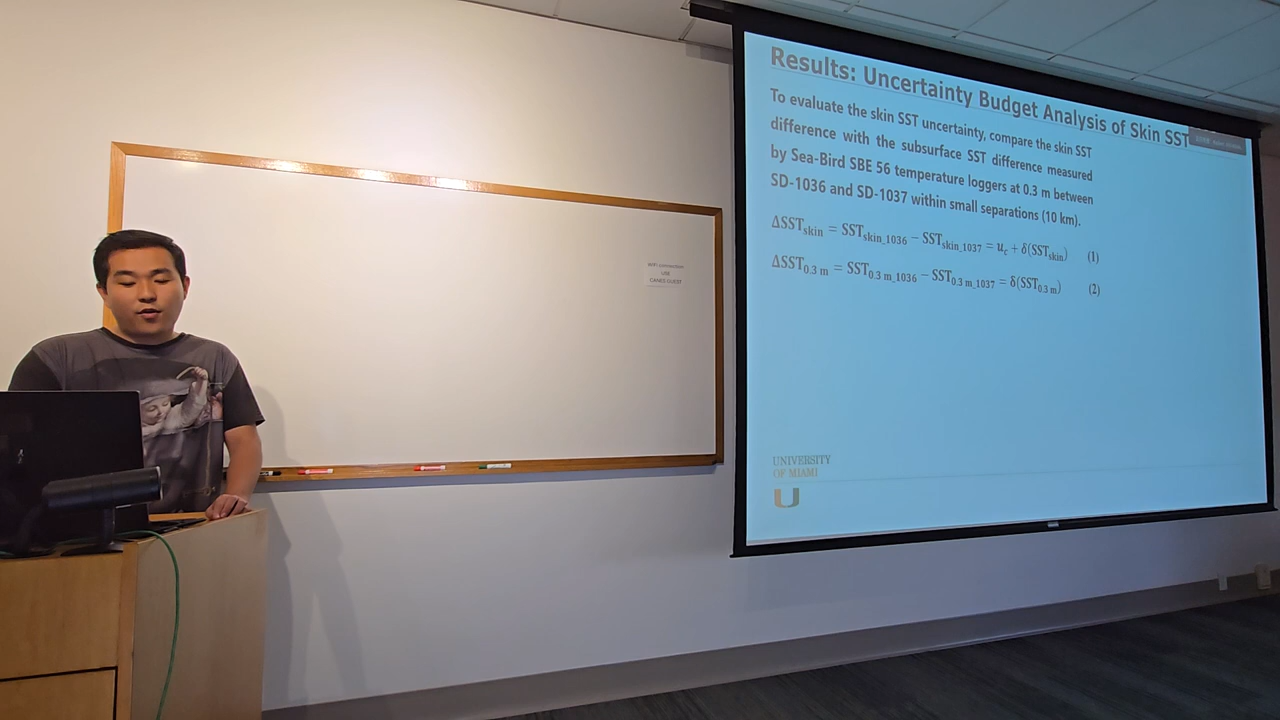 Results: Uncertainty Budget Analysis of Skin SST
To evaluate the skin SST uncertainty, compare the skin SST
difference with the subsurface SST difference measured
by Sea-Bird SBE 56 temperature loggers at 0.3 m between
SD-1036 and SD-1037 within small separations (10 km).
ΔSST_skin = SST_skin_1036 − SST_skin_1037 = u_c + δ(SST_skin) (1)
ΔSST_0.3 m = SST_0.3 m_1036 − SST_0.3 m_1037 = δ(SST_0.3 m) (2)
UNIVERSITY
OF MIAMI
USE
CANES GUEST